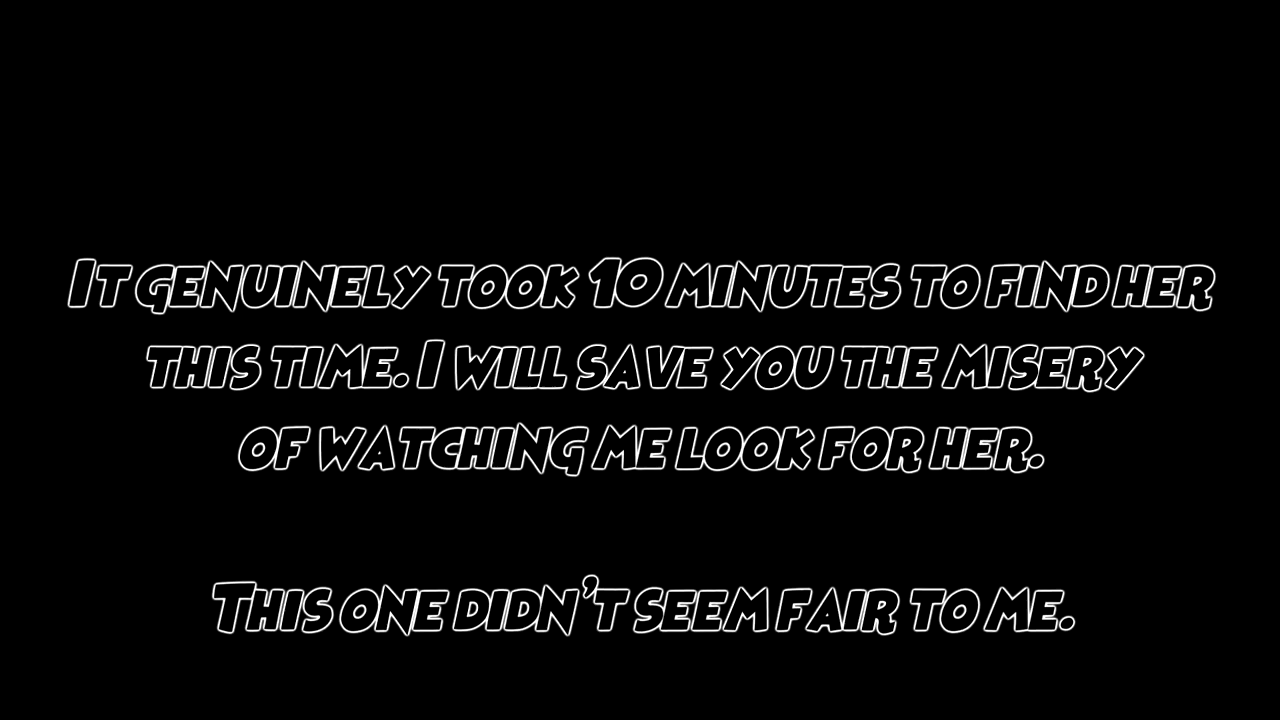 It genuinely took 10 minutes to find her
this time. I will save you the misery
of watching me look for her.
This one didn't seem fair to me.